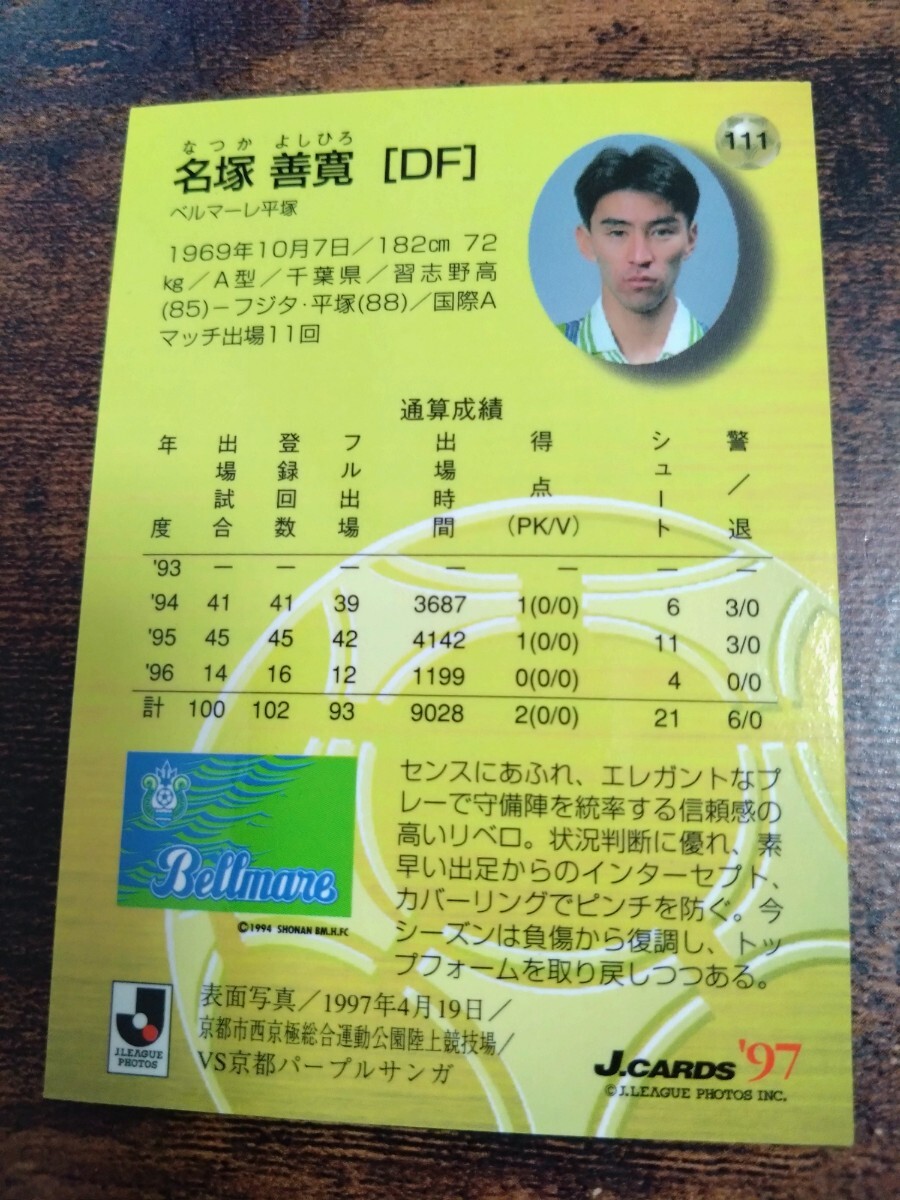 111
なつか よしひろ
名塚 善寛 [DF]
ベルマーレ平塚
1969年10月7日／182㎝ 72
㎏／A型／千葉県／習志野高
(85)－フジタ・平塚(88)／国際A
マッチ出場11回
通算成績
年度 出場試合 登録回数 フル出場 出場時間 得点(PK/V) シュート 警／退
'93 － － － － － － －
'94 41 41 39 3687 1(0/0) 6 3/0
'95 45 45 42 4142 1(0/0) 11 3/0
'96 14 16 12 1199 0(0/0) 4 0/0
計 100 102 93 9028 2(0/0) 21 6/0
Bellmare
©1994 SHONAN BM.H.FC
センスにあふれ、エレガントなプ
レーで守備陣を統率する信頼感の
高いリベロ。状況判断に優れ、素
早い出足からのインターセプト、
カバーリングでピンチを防ぐ。今
シーズンは負傷から復調し、トッ
プフォームを取り戻しつつある。
J.LEAGUE
PHOTOS
表面写真／1997年4月19日／
京都市西京極総合運動公園陸上競技場／
VS京都パープルサンガ
J.CARDS '97
©J.LEAGUE PHOTOS INC.